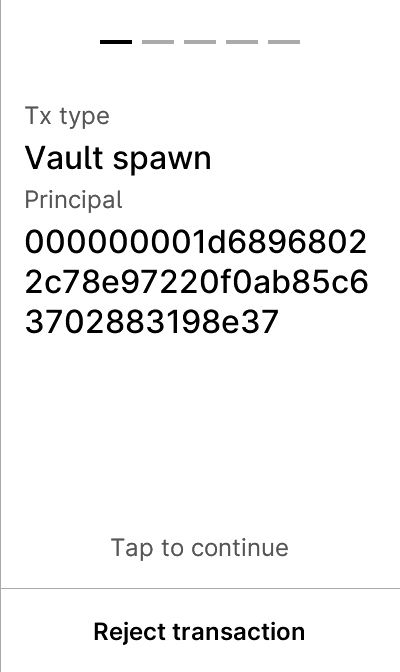 Tx type
Vault spawn
Principal
000000001d6896802
2c78e97220f0ab85c6
3702883198e37
Tap to continue
Reject transaction